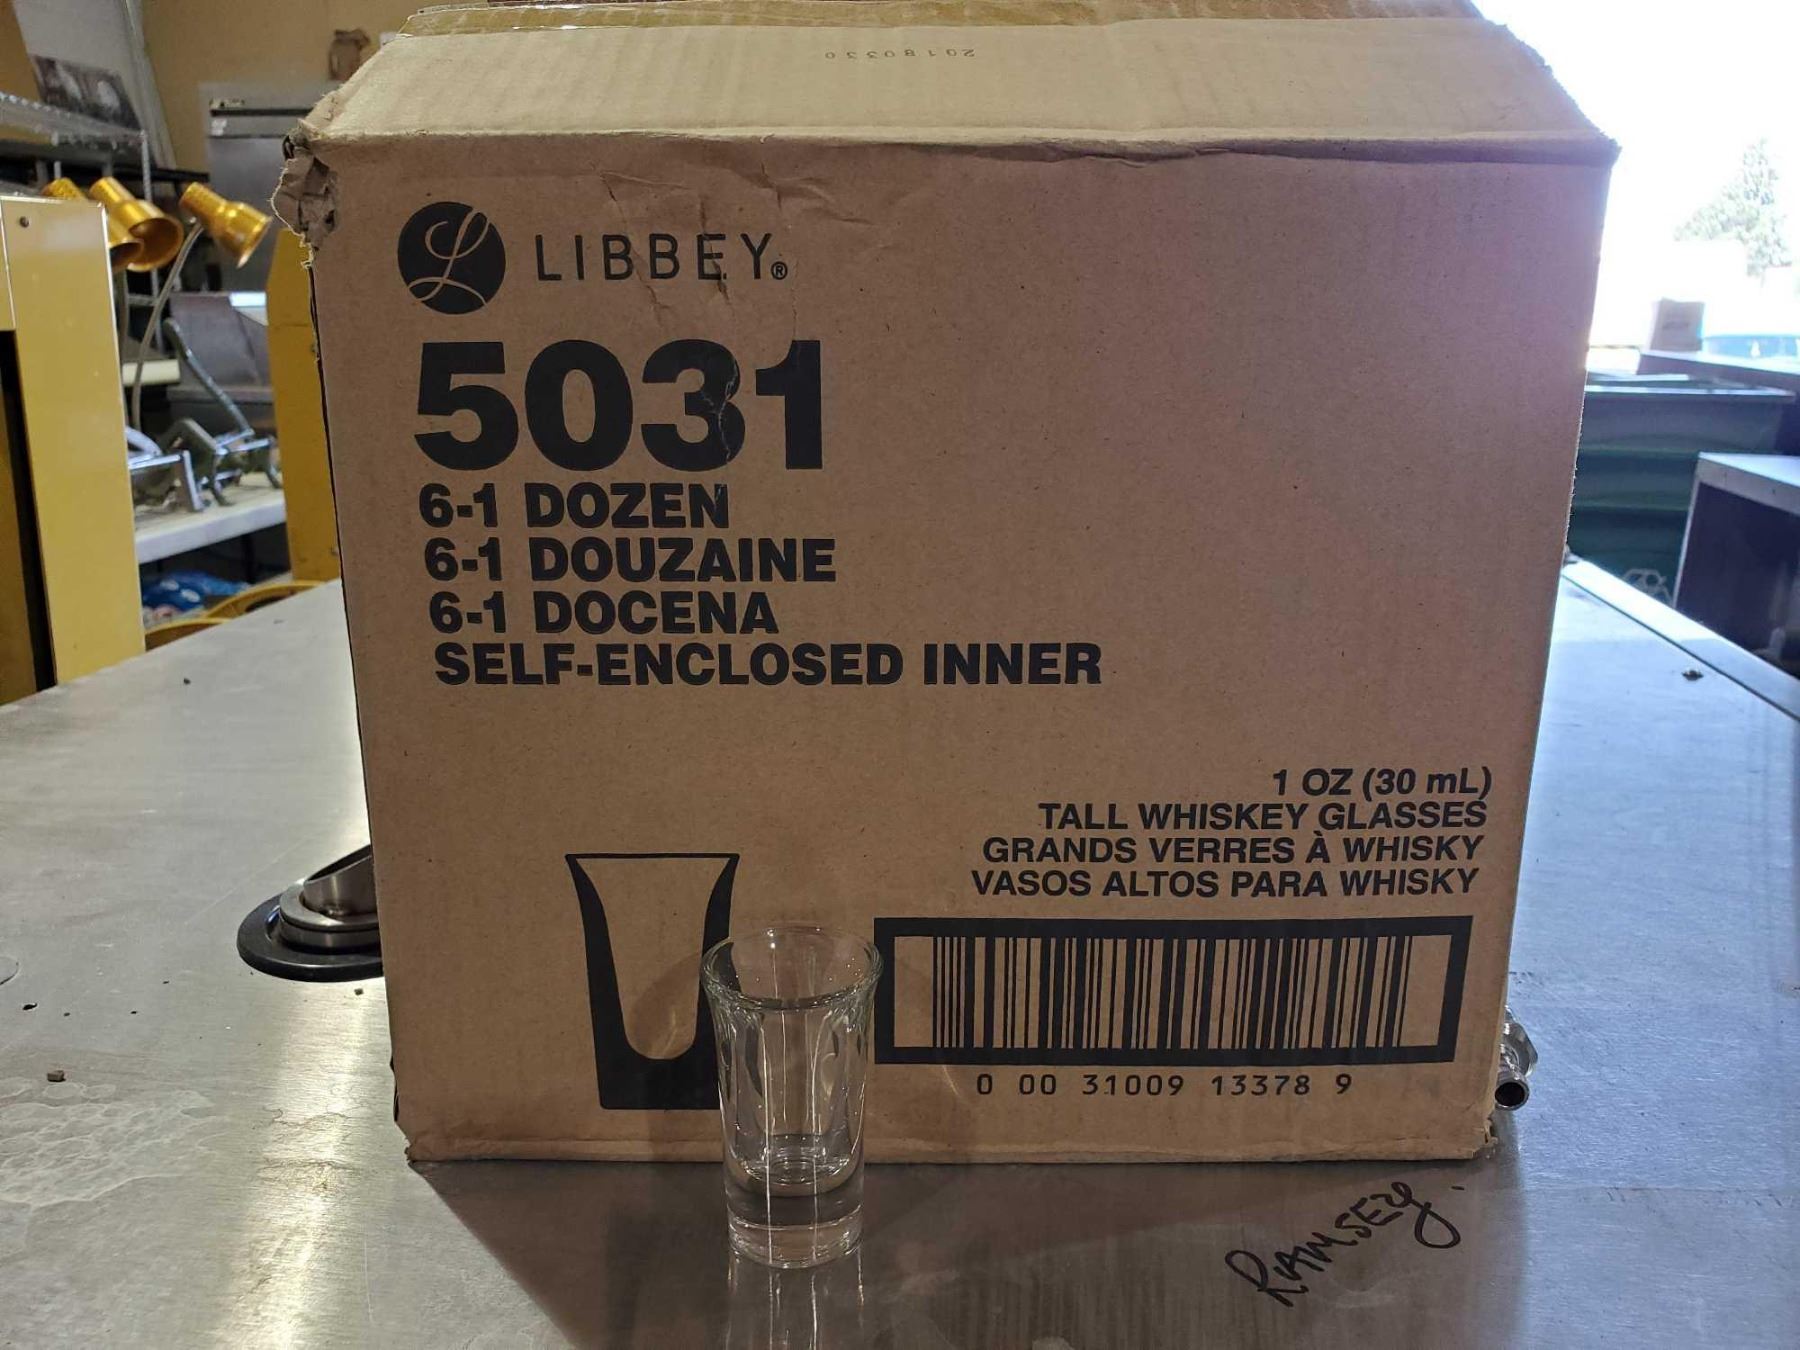 20180330
LIBBEY®
5031
6-1 DOZEN
6-1 DOUZAINE
6-1 DOCENA
SELF-ENCLOSED INNER
1 OZ (30 mL)
TALL WHISKEY GLASSES
GRANDS VERRES À WHISKY
VASOS ALTOS PARA WHISKY
0 00 31009 13378 9
RAMSEY